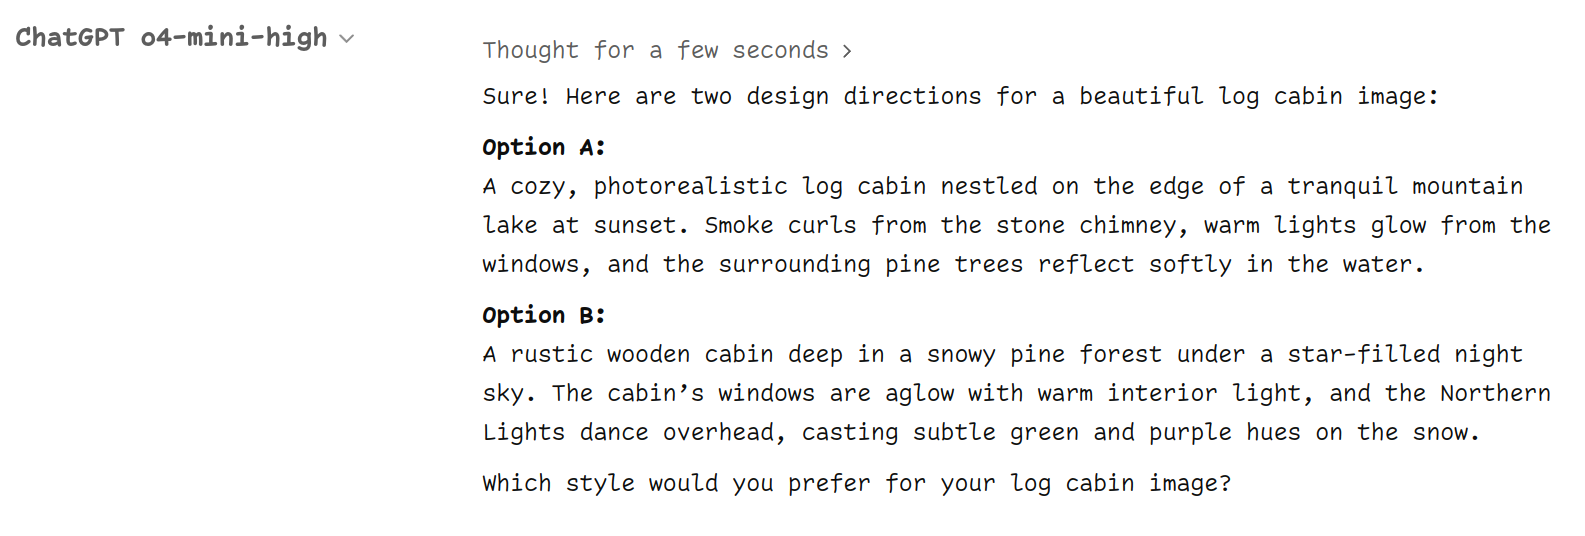 ChatGPT o4-mini-high
Thought for a few seconds >
Sure! Here are two design directions for a beautiful log cabin image:
Option A:
A cozy, photorealistic log cabin nestled on the edge of a tranquil mountain
lake at sunset. Smoke curls from the stone chimney, warm lights glow from the
windows, and the surrounding pine trees reflect softly in the water.
Option B:
A rustic wooden cabin deep in a snowy pine forest under a star-filled night
sky. The cabin’s windows are aglow with warm interior light, and the Northern
Lights dance overhead, casting subtle green and purple hues on the snow.
Which style would you prefer for your log cabin image?